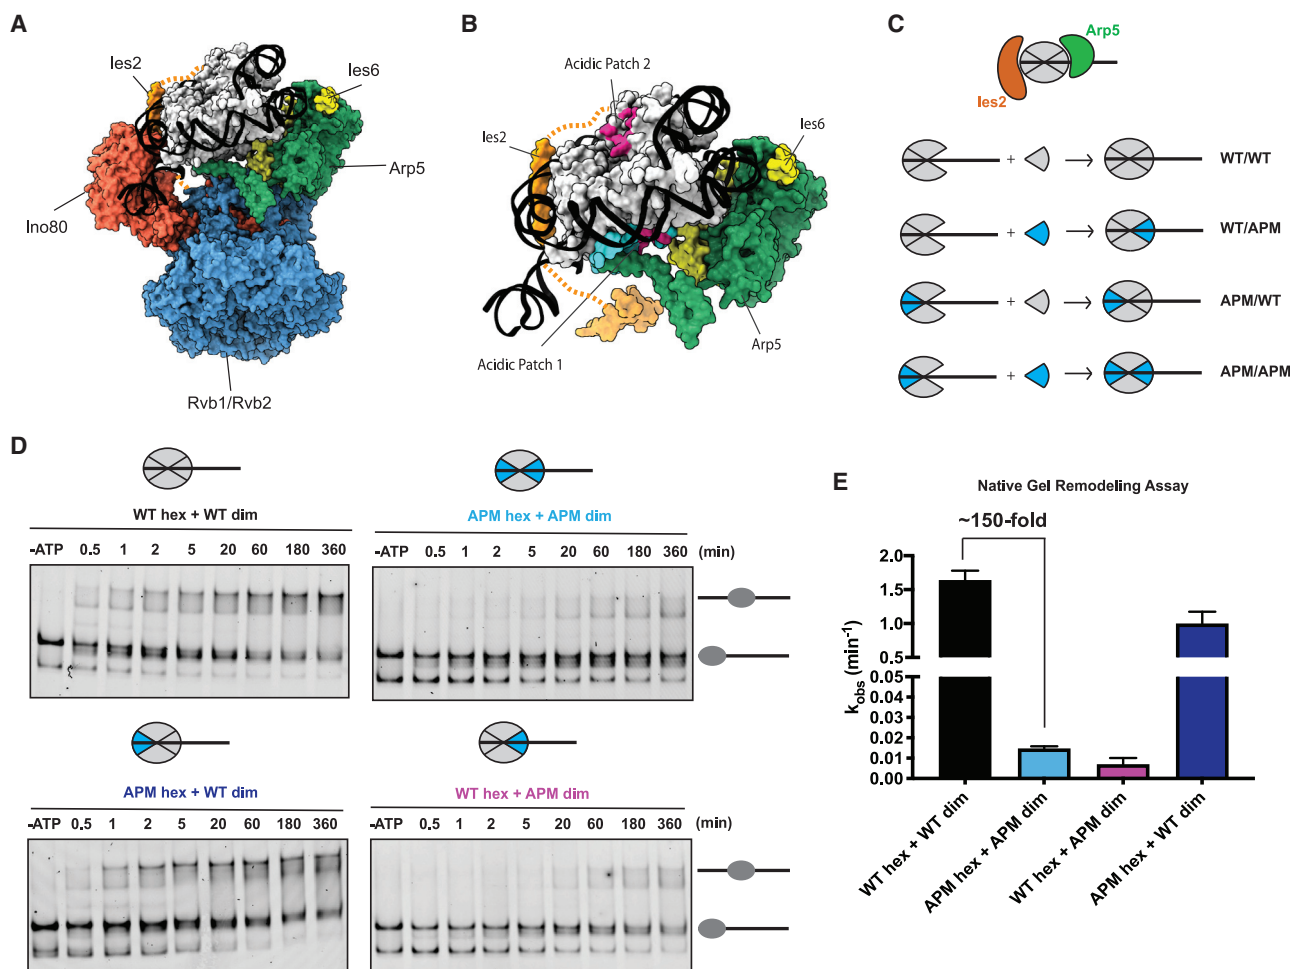 A
Ies2
Ies6
Arp5
Ino80
Rvb1/Rvb2
B
Acidic Patch 2
Ies2
Ies6
Arp5
Acidic Patch 1
C
Arp5
Ies2
+
WT/WT
+
WT/APM
+
APM/WT
+
APM/APM
D
WT hex + WT dim
-ATP 0.5 1 2 5 20 60 180 360
APM hex + APM dim
-ATP 0.5 1 2 5 20 60 180 360 (min)
APM hex + WT dim
-ATP 0.5 1 2 5 20 60 180 360
WT hex + APM dim
-ATP 0.5 1 2 5 20 60 180 360 (min)
E
Native Gel Remodeling Assay
~150-fold
2.0
1.5
1.0
0.5
0.05
0.04
0.03
0.02
0.01
0.00
kobs (min-1)
WT hex + WT dim
APM hex + APM dim
WT hex + APM dim
APM hex + WT dim